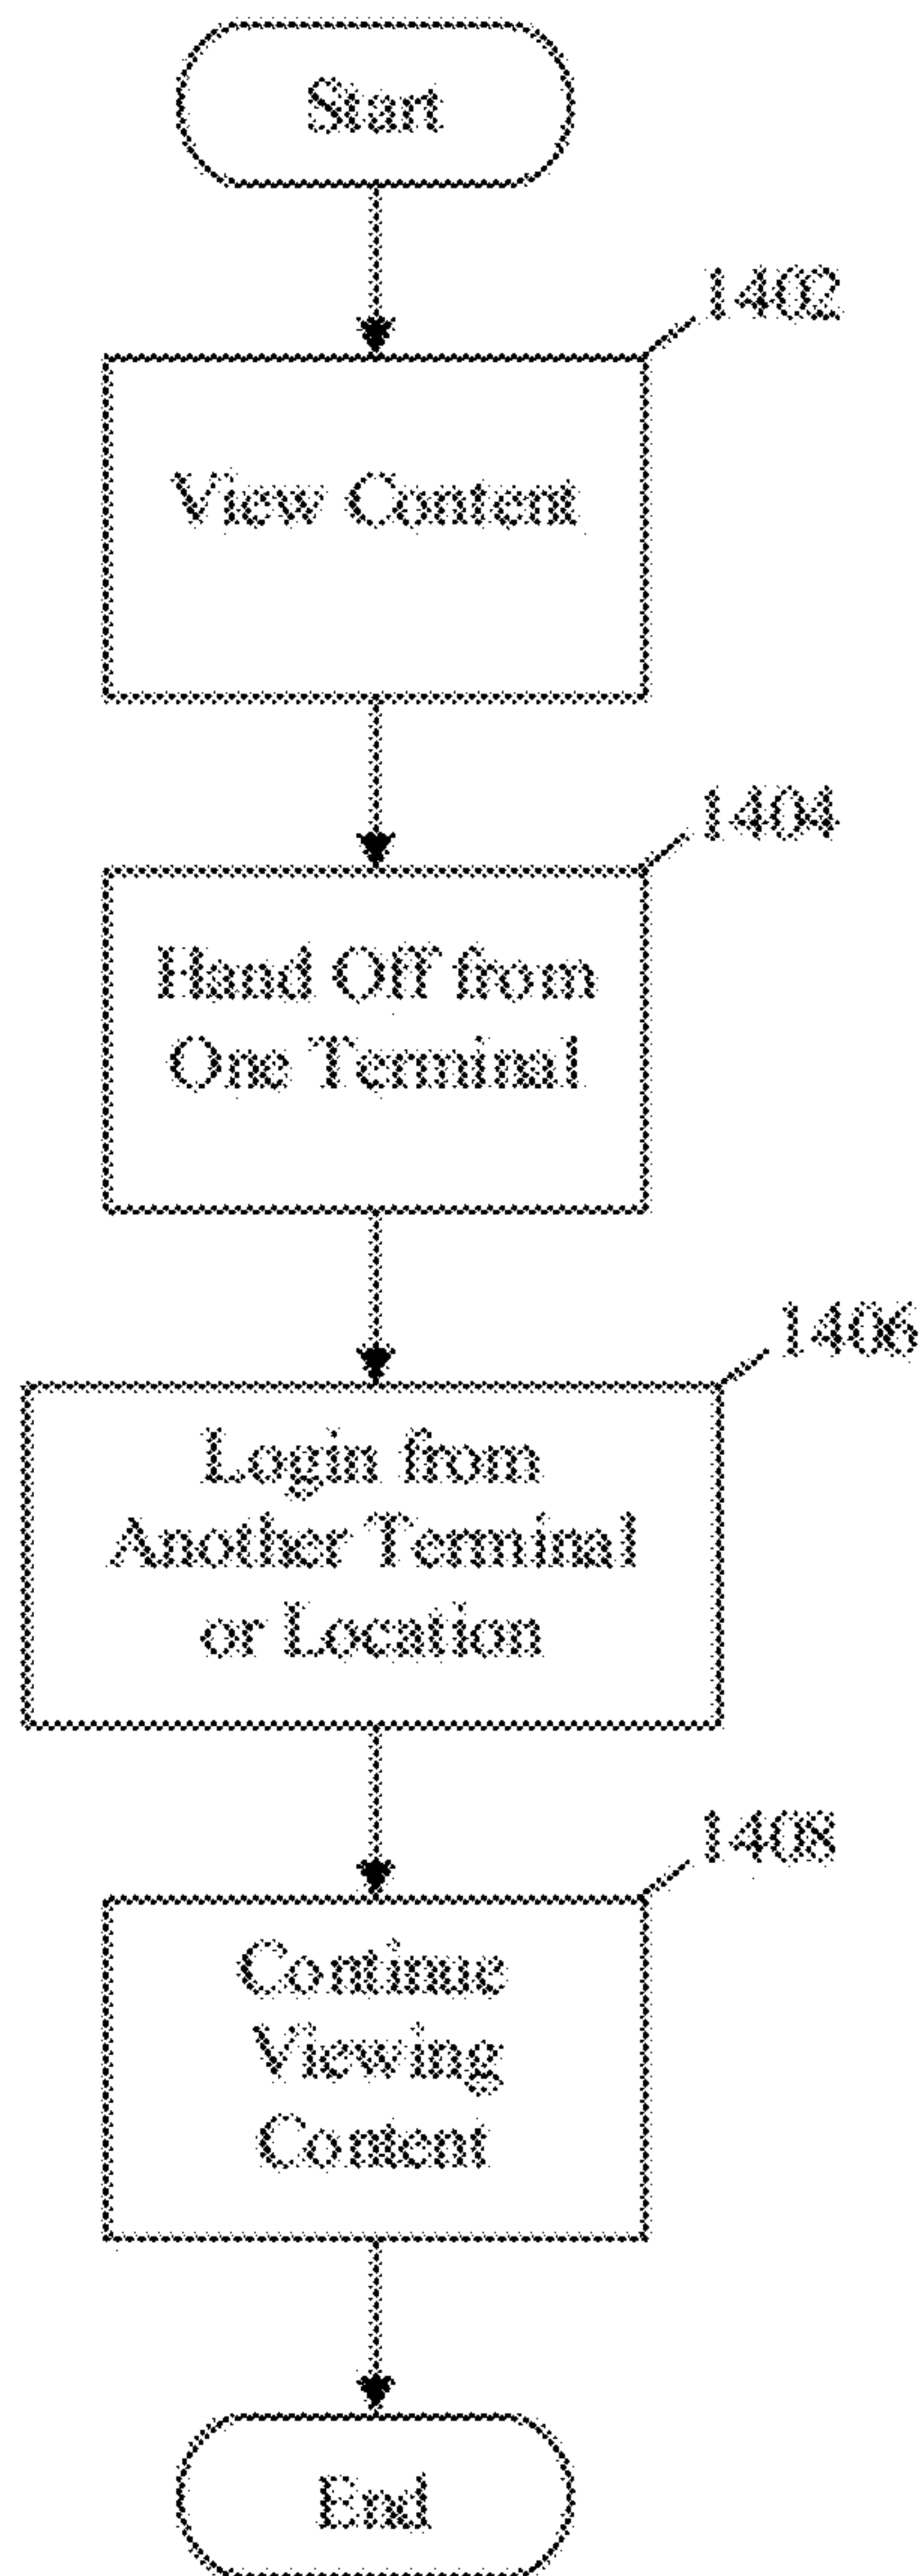 Start
1402
View Content
1404
Hand Off from
One Terminal
1406
Login from
Another Terminal
or Location
1408
Continue
Viewing
Content
End